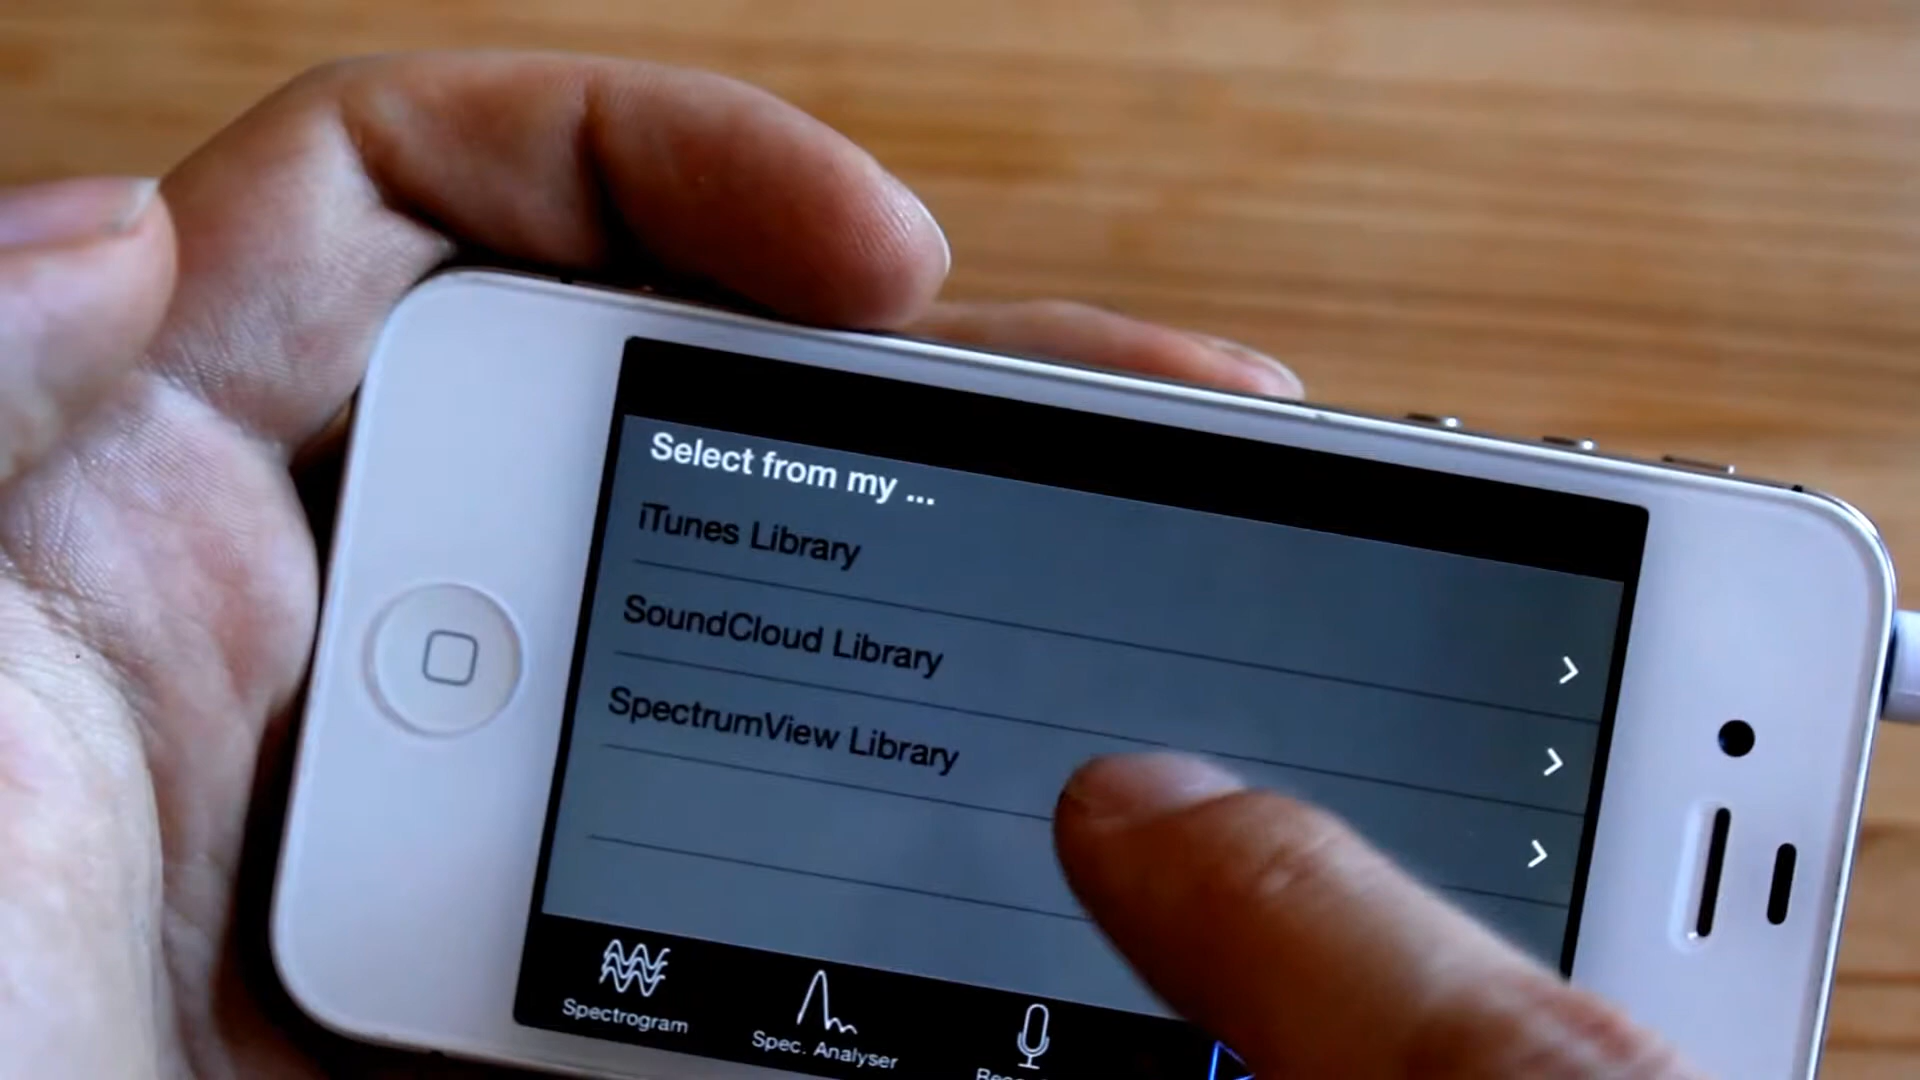 Select from my ...
iTunes Library
SoundCloud Library
SpectrumView Library
Spectrogram
Spec. Analyser